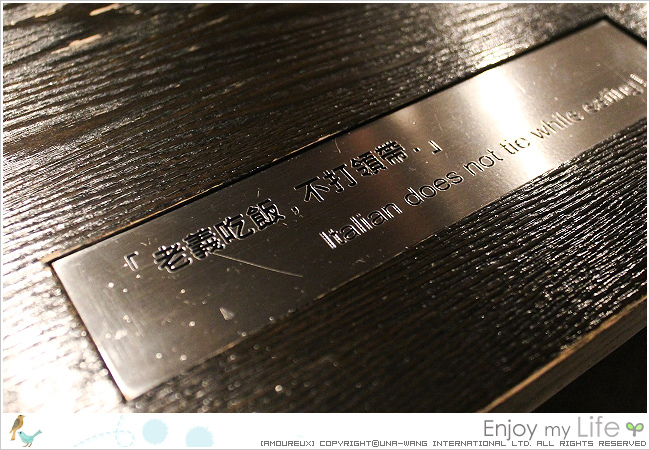 「老義吃飯,不打領帶.」
Italian does not tie while eating!
Enjoy my Life
[AMOUREUX] COPYRIGHT©UNA-WANG INTERNATIONAL LTD. ALL RIGHTS RESERVED